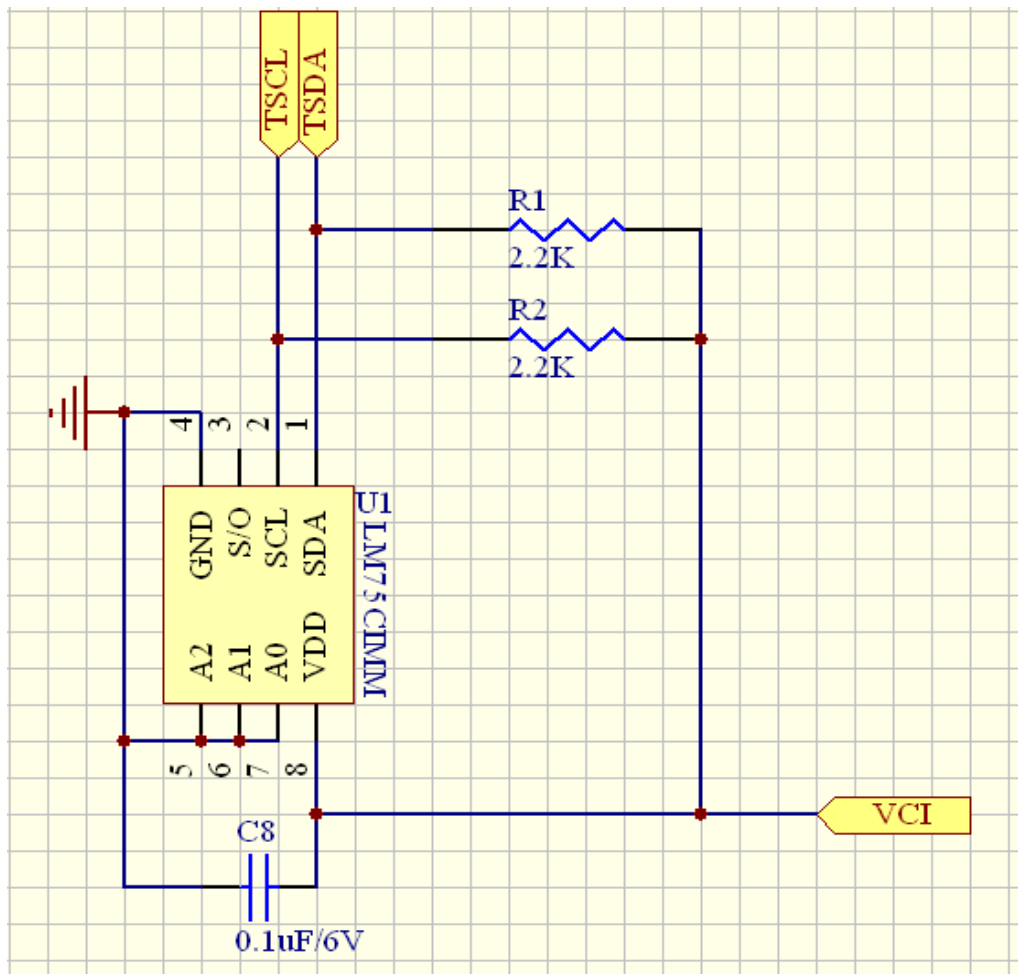 TSCL
TSDA
R1
2.2K
R2
2.2K
4
3
2
1
U1
LM75CIMM
GND
S/O
SCL
SDA
A2
A1
A0
VDD
5
6
7
8
VCI
C8
0.1uF/6V